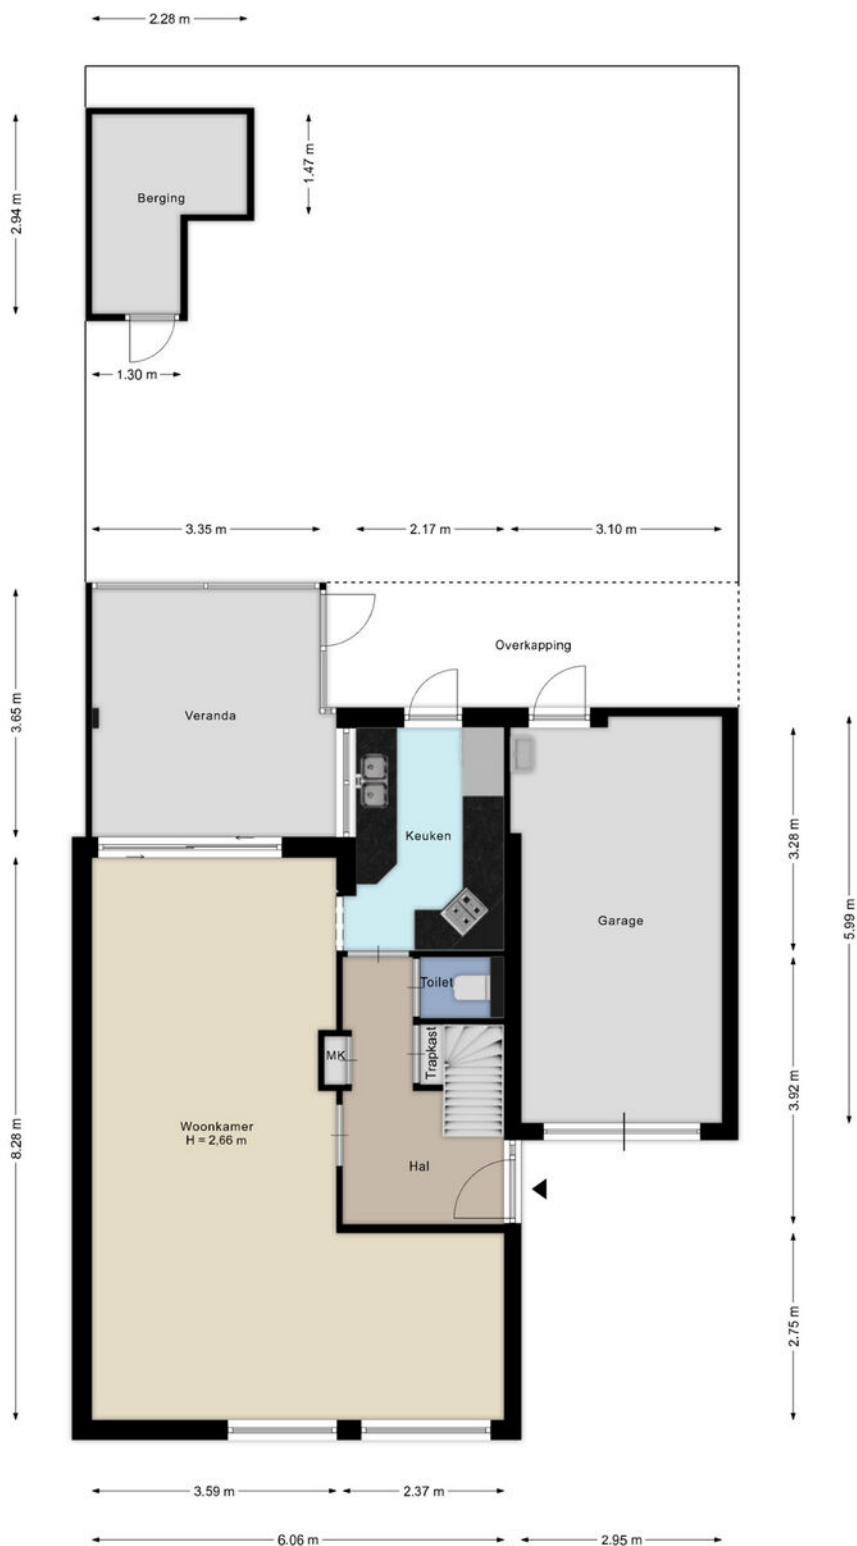 2.28 m
2.94 m
1.47 m
Berging
1.30 m
3.35 m
2.17 m
3.10 m
Overkapping
3.65 m
Veranda
Keuken
3.28 m
5.99 m
Garage
Toilet
MK
Trapkast
3.92 m
8.28 m
Woonkamer
H = 2,66 m
Hal
2.75 m
3.59 m
2.37 m
6.06 m
2.95 m